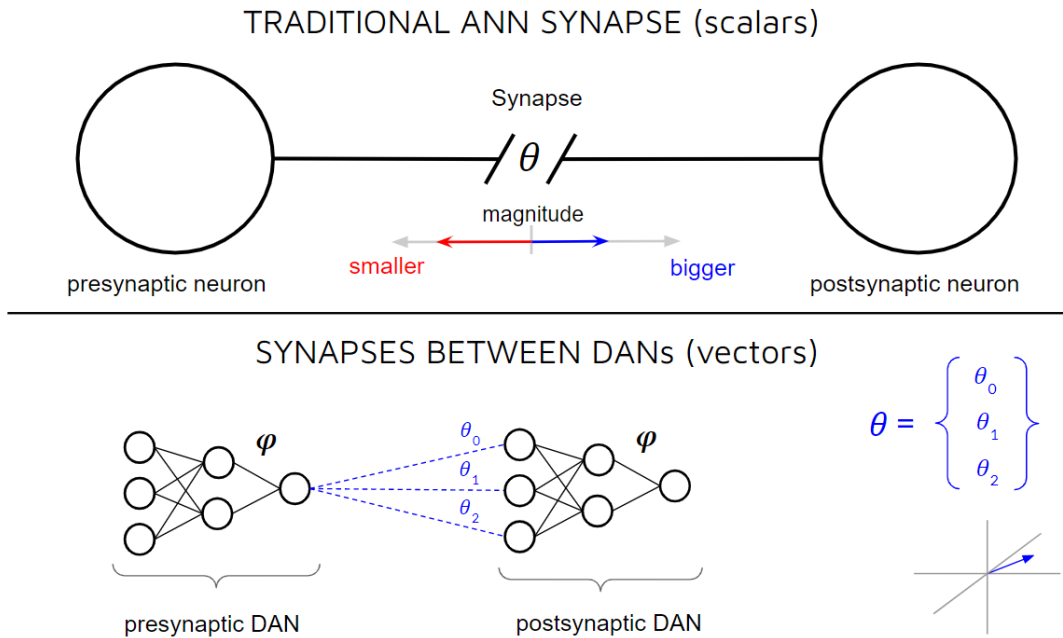 TRADITIONAL ANN SYNAPSE (scalars)
Synapse
θ
magnitude
smaller
bigger
presynaptic neuron
postsynaptic neuron
SYNAPSES BETWEEN DANs (vectors)
φ
φ
θ₀
θ₁
θ₂
θ = { θ₀
θ₁
θ₂ }
presynaptic DAN
postsynaptic DAN